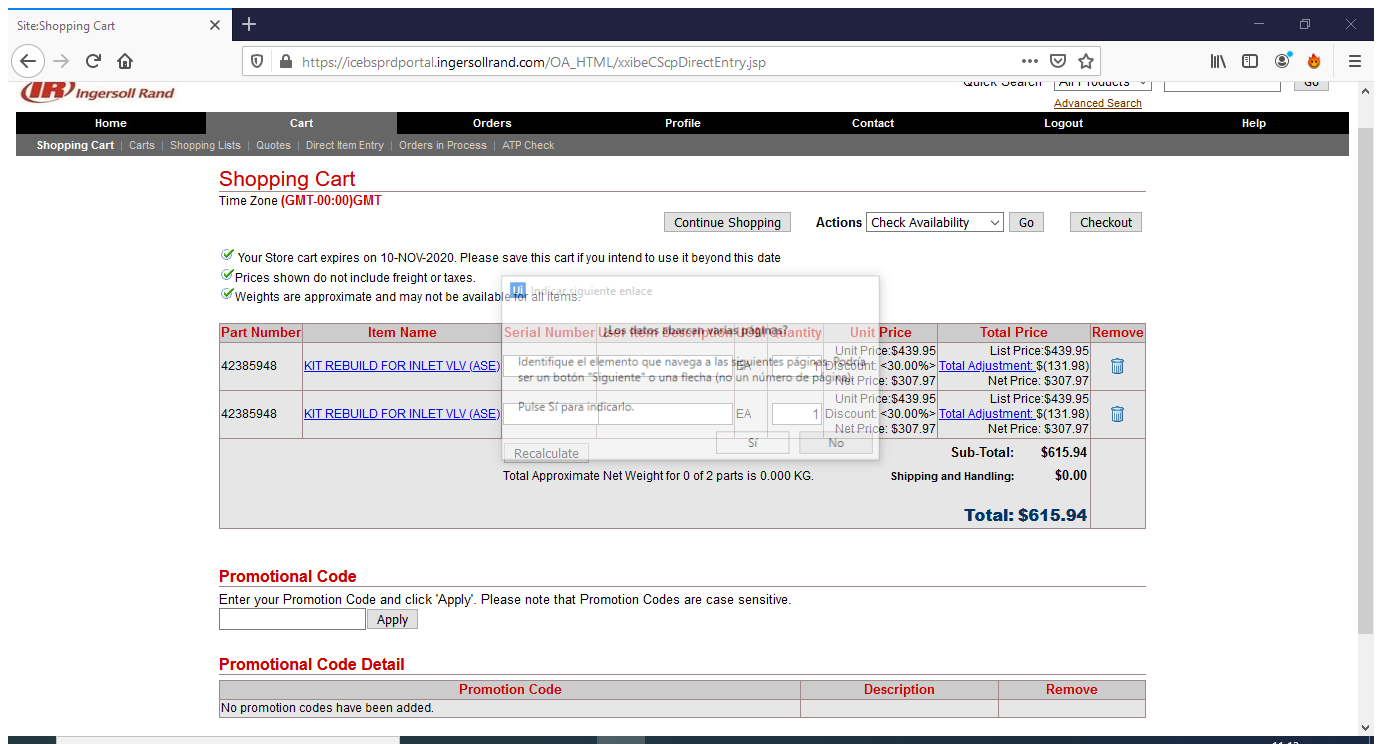 Site:Shopping Cart
https://icebsprdportal.ingersollrand.com/OA_HTML/xxibeCScpDirectEntry.jsp
IR Ingersoll Rand
Quick Search All Products Go
Advanced Search
Home Cart Orders Profile Contact Logout Help
Shopping Cart | Carts | Shopping Lists | Quotes | Direct Item Entry | Orders in Process | ATP Check
Shopping Cart
Time Zone (GMT-00:00)GMT
Continue Shopping Actions Check Availability Go Checkout
Your Store cart expires on 10-NOV-2020. Please save this cart if you intend to use it beyond this date
Prices shown do not include freight or taxes.
Weights are approximate and may not be available for all items.
Ui Indicar siguiente enlace
¿Los datos abarcan varias páginas?
Identifique el elemento que navega a las siguientes páginas. Podría
ser un botón "Siguiente" o una flecha (no un número de página).
Pulse Sí para indicarlo.
Sí No
Part Number Item Name Serial Number User Item Description UOM Quantity Unit Price Total Price Remove
Unit Price:$439.95 List Price:$439.95
42385948 KIT REBUILD FOR INLET VLV (ASE) EA 1 Discount: <30.00%> Total Adjustment: $(131.98)
Net Price: $307.97 Net Price: $307.97
Unit Price:$439.95 List Price:$439.95
42385948 KIT REBUILD FOR INLET VLV (ASE) EA 1 Discount: <30.00%> Total Adjustment: $(131.98)
Net Price: $307.97 Net Price: $307.97
Recalculate Sub-Total: $615.94
Total Approximate Net Weight for 0 of 2 parts is 0.000 KG. Shipping and Handling: $0.00
Total: $615.94
Promotional Code
Enter your Promotion Code and click 'Apply'. Please note that Promotion Codes are case sensitive.
Apply
Promotional Code Detail
Promotion Code Description Remove
No promotion codes have been added.